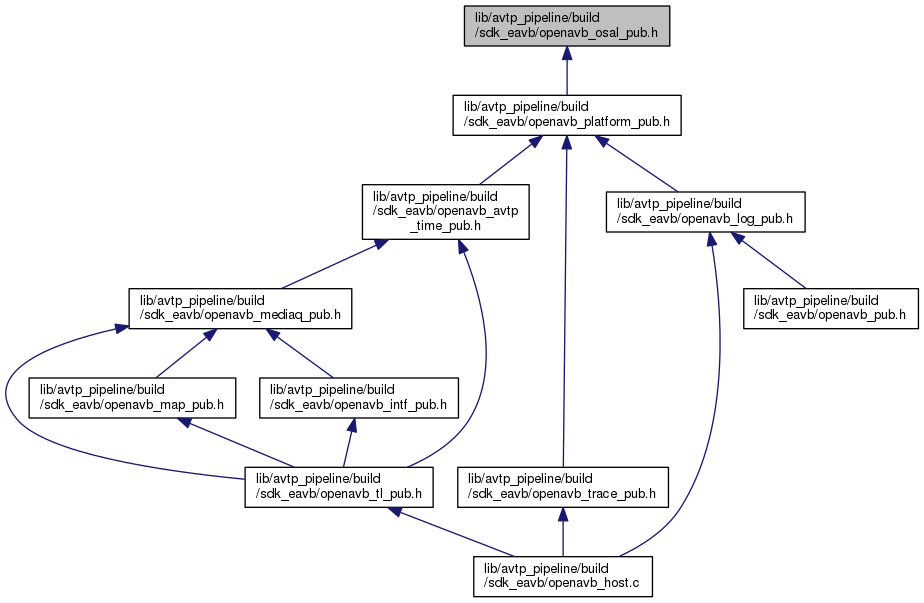 lib/avtp_pipeline/build
/sdk_eavb/openavb_osal_pub.h
lib/avtp_pipeline/build
/sdk_eavb/openavb_platform_pub.h
lib/avtp_pipeline/build
/sdk_eavb/openavb_avtp
_time_pub.h
lib/avtp_pipeline/build
/sdk_eavb/openavb_log_pub.h
lib/avtp_pipeline/build
/sdk_eavb/openavb_mediaq_pub.h
lib/avtp_pipeline/build
/sdk_eavb/openavb_pub.h
lib/avtp_pipeline/build
/sdk_eavb/openavb_map_pub.h
lib/avtp_pipeline/build
/sdk_eavb/openavb_intf_pub.h
lib/avtp_pipeline/build
/sdk_eavb/openavb_tl_pub.h
lib/avtp_pipeline/build
/sdk_eavb/openavb_trace_pub.h
lib/avtp_pipeline/build
/sdk_eavb/openavb_host.c